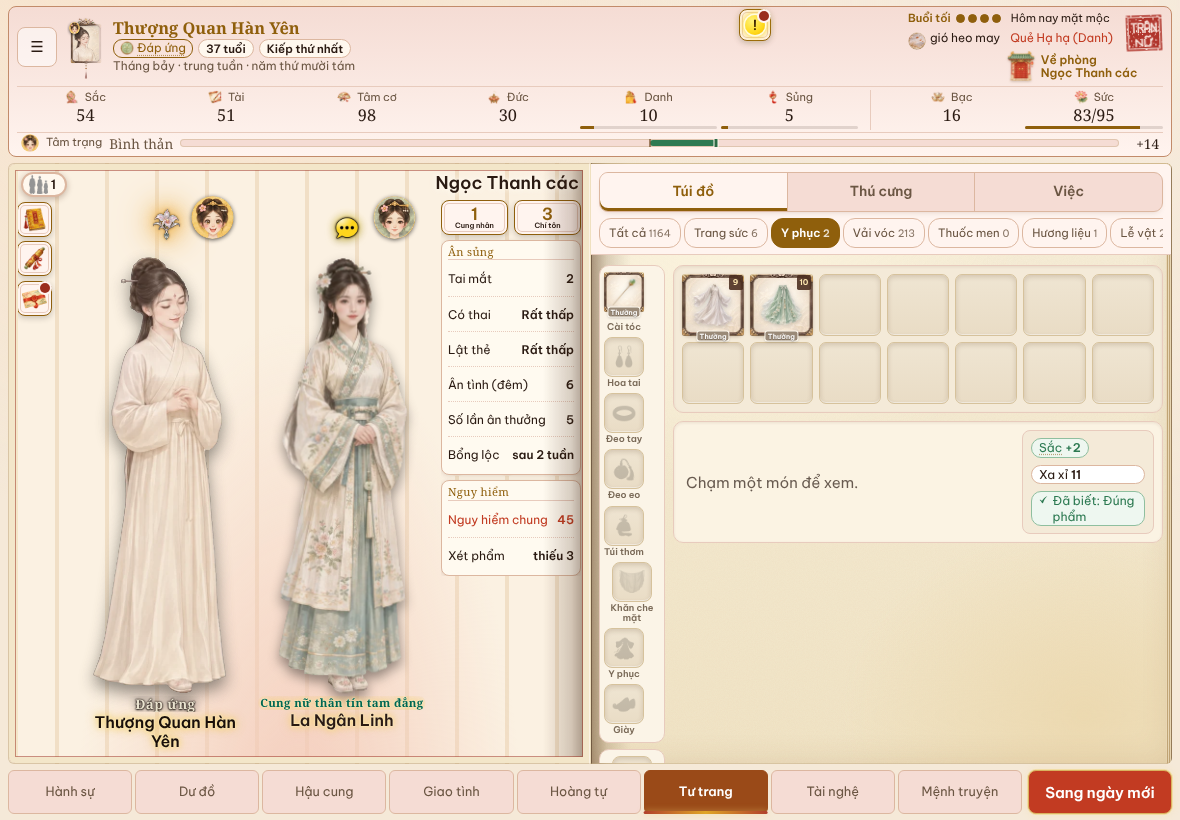 Thượng Quan Hàn Yên
Đáp ứng
37 tuổi
Kiếp thứ nhất
Tháng bảy · trung tuần · năm thứ mười tám
Buổi tối
Hôm nay mặt mộc
gió heo may
Quẻ Hạ hạ (Danh)
Về phòng
Ngọc Thanh các
Sắc
54
Tài
51
Tâm cơ
98
Đức
30
Danh
10
Sủng
5
Bạc
16
Sức
83/95
Tâm trạng
Bình thản
+14
1
Ngọc Thanh các
1
Cung nhân
3
Chí tôn
Ân sủng
Tai mắt 2
Có thai Rất thấp
Lật thẻ Rất thấp
Ân tình (đêm) 6
Số lần ân thưởng 5
Bổng lộc sau 2 tuần
Nguy hiểm
Nguy hiểm chung 45
Xét phẩm thiếu 3
Đáp ứng
Thượng Quan Hàn
Yên
Cung nữ thân tín tam đẳng
La Ngân Linh
Túi đồ
Thú cưng
Việc
Tất cả 1164
Trang sức 6
Y phục 2
Vải vóc 213
Thuốc men 0
Hương liệu 1
Lễ vật 2
Thường
Cài tóc
Hoa tai
Đeo tay
Đeo eo
Túi thơm
Khăn che
mặt
Y phục
Giày
9
Thường
10
Thường
Chạm một món để xem.
Sắc +2
Xa xỉ 11
✓ Đã biết: Đúng
phẩm
Hành sự
Dư đồ
Hậu cung
Giao tình
Hoàng tự
Tư trang
Tài nghệ
Mệnh truyện
Sang ngày mới